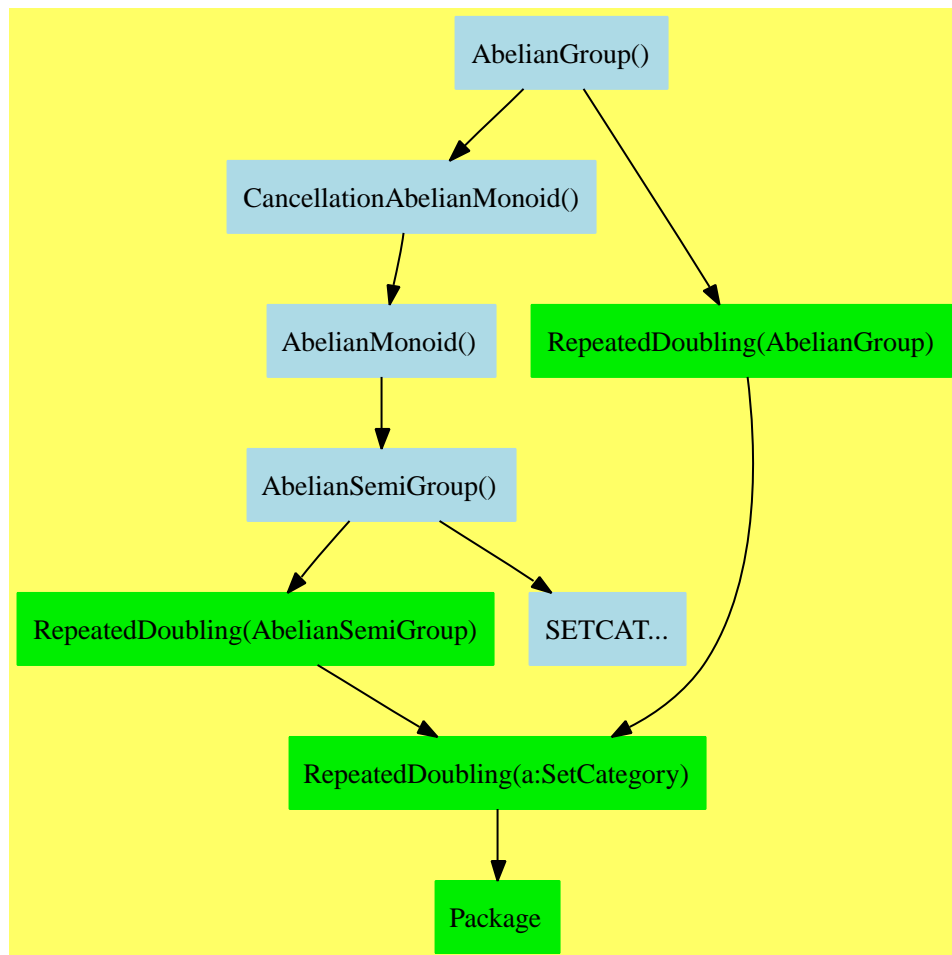 AbelianGroup()
CancellationAbelianMonoid()
AbelianMonoid()
RepeatedDoubling(AbelianGroup)
AbelianSemiGroup()
RepeatedDoubling(AbelianSemiGroup)
SETCAT...
RepeatedDoubling(a:SetCategory)
Package